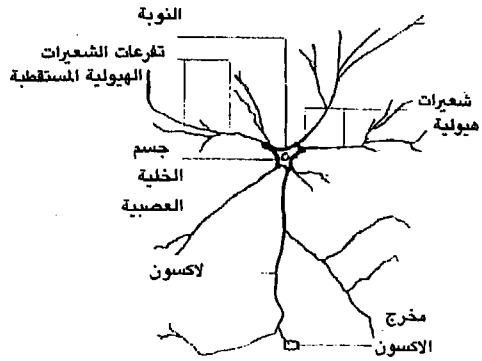 النوبة
تفرعات الشعيرات
الهيولية المستقطبة
شعيرات
هيولية
جسم
الخلية
العصبية
لاكسون
مخرج
الاكسون